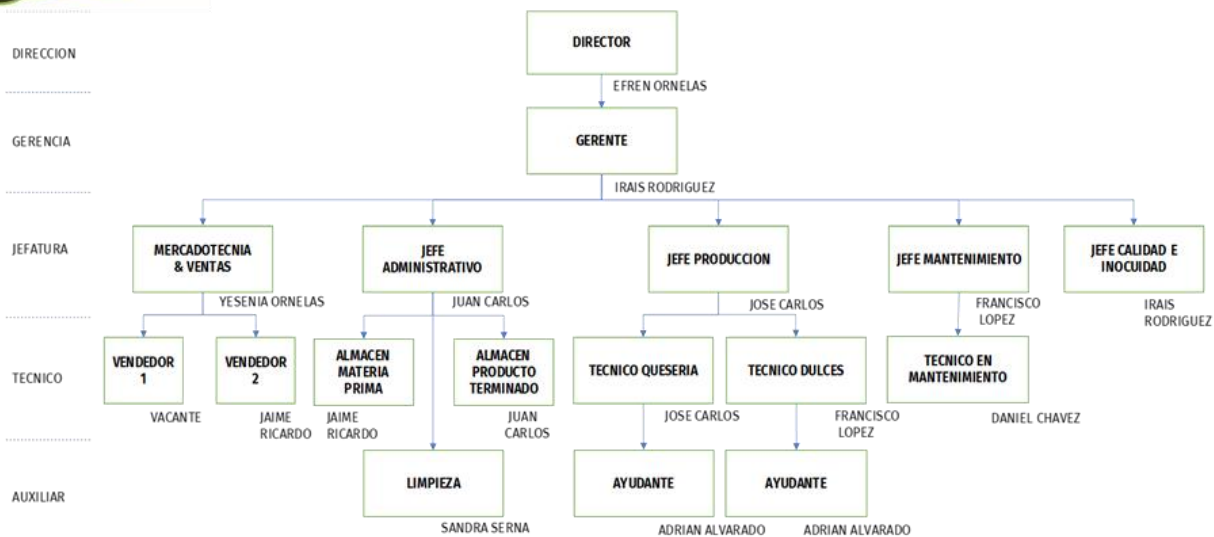 DIRECCION
DIRECTOR
EFREN ORNELAS
GERENCIA
GERENTE
IRAIS RODRIGUEZ
JEFATURA
MERCADOTECNIA
& VENTAS
YESENIA ORNELAS
JEFE
ADMINISTRATIVO
JUAN CARLOS
JEFE PRODUCCION
JOSE CARLOS
JEFE MANTENIMIENTO
FRANCISCO
LOPEZ
JEFE CALIDAD E
INOCUIDAD
IRAIS
RODRIGUEZ
TECNICO
VENDEDOR
1
VACANTE
VENDEDOR
2
JAIME
RICARDO
ALMACEN
MATERIA
PRIMA
JAIME
RICARDO
ALMACEN
PRODUCTO
TERMINADO
JUAN
CARLOS
TECNICO QUESERIA
JOSE CARLOS
TECNICO DULCES
FRANCISCO
LOPEZ
TECNICO EN
MANTENIMIENTO
DANIEL CHAVEZ
AUXILIAR
LIMPIEZA
SANDRA SERNA
AYUDANTE
ADRIAN ALVARADO
AYUDANTE
ADRIAN ALVARADO